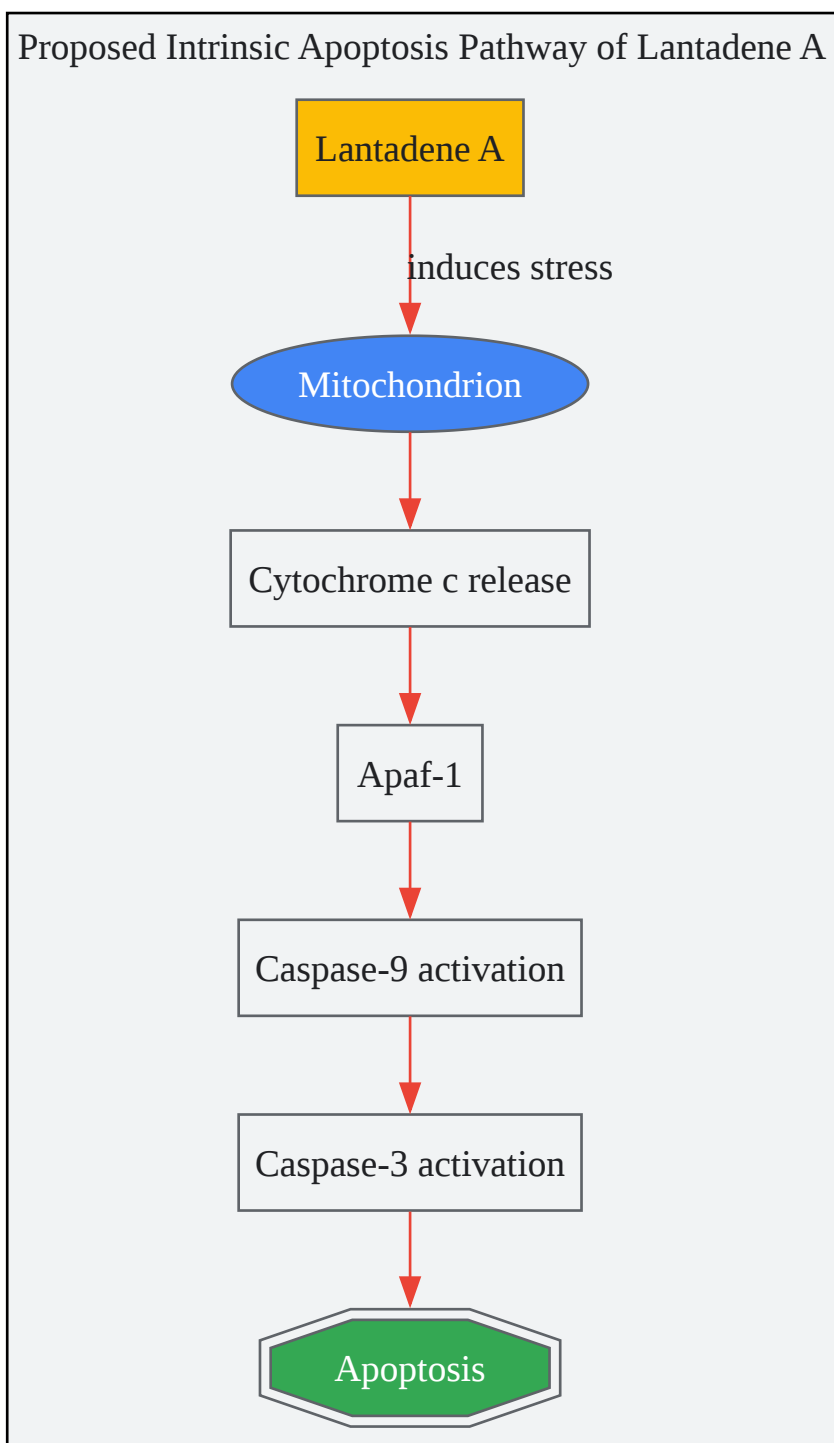 Proposed Intrinsic Apoptosis Pathway of Lantadene A
Lantadene A
induces stress
Mitochondrion
Cytochrome c release
Apaf-1
Caspase-9 activation
Caspase-3 activation
Apoptosis